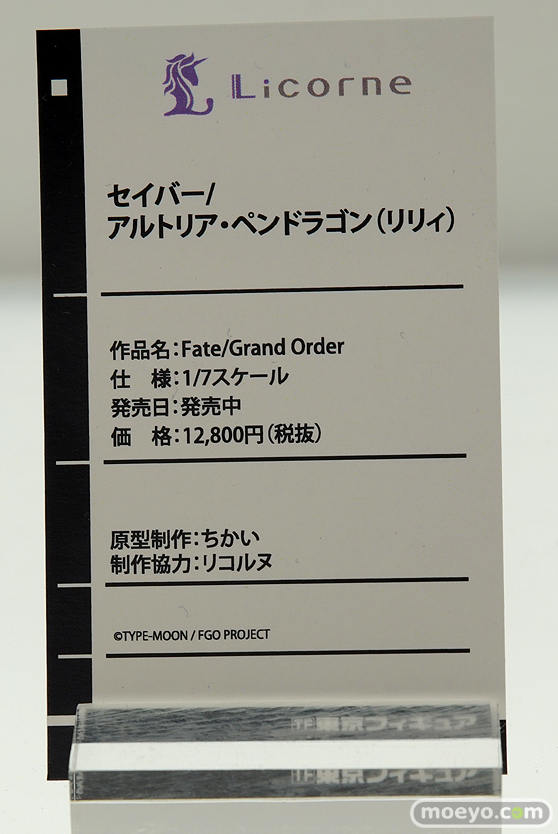 Licorne
セイバー/
アルトリア・ペンドラゴン（リリィ）
作品名：Fate/Grand Order
仕　様：1/7スケール
発売日：発売中
価　格：12,800円（税抜）
原型制作：ちかい
制作協力：リコルヌ
©TYPE-MOON / FGO PROJECT
東京フィギュア
東京フィギュア
moeyo.com